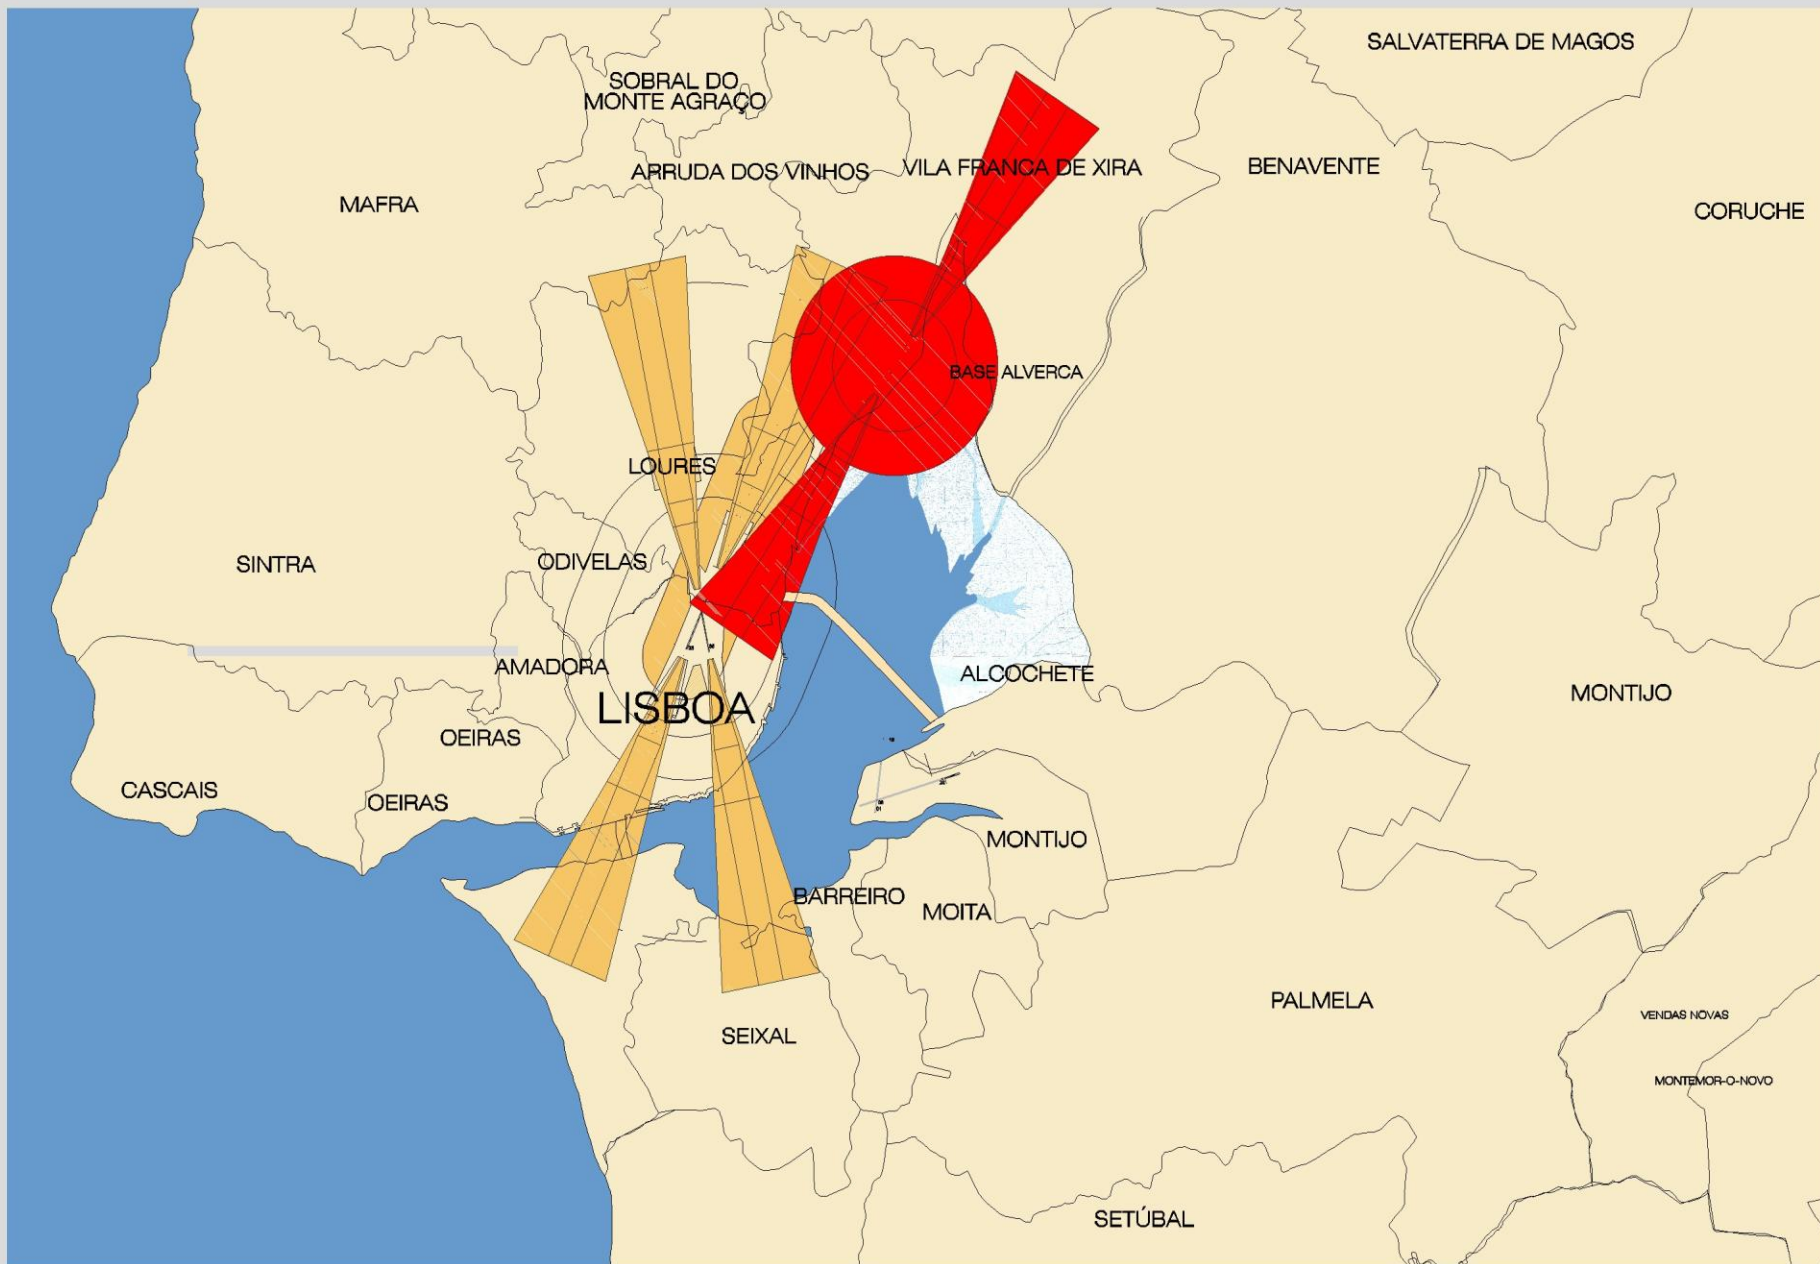 SALVATERRA DE MAGOS
SOBRAL DO
MONTE AGRAÇO
ARRUDA DOS VINHOS
VILA FRANCA DE XIRA
BENAVENTE
MAFRA
CORUCHE
BASE ALVERCA
LOURES
SINTRA
ODIVELAS
AMADORA
ALCOCHETE
MONTIJO
LISBOA
OEIRAS
CASCAIS
OEIRAS
MONTIJO
BARREIRO
MOITA
PALMELA
VENDAS NOVAS
SEIXAL
MONTEMOR-O-NOVO
SETÚBAL